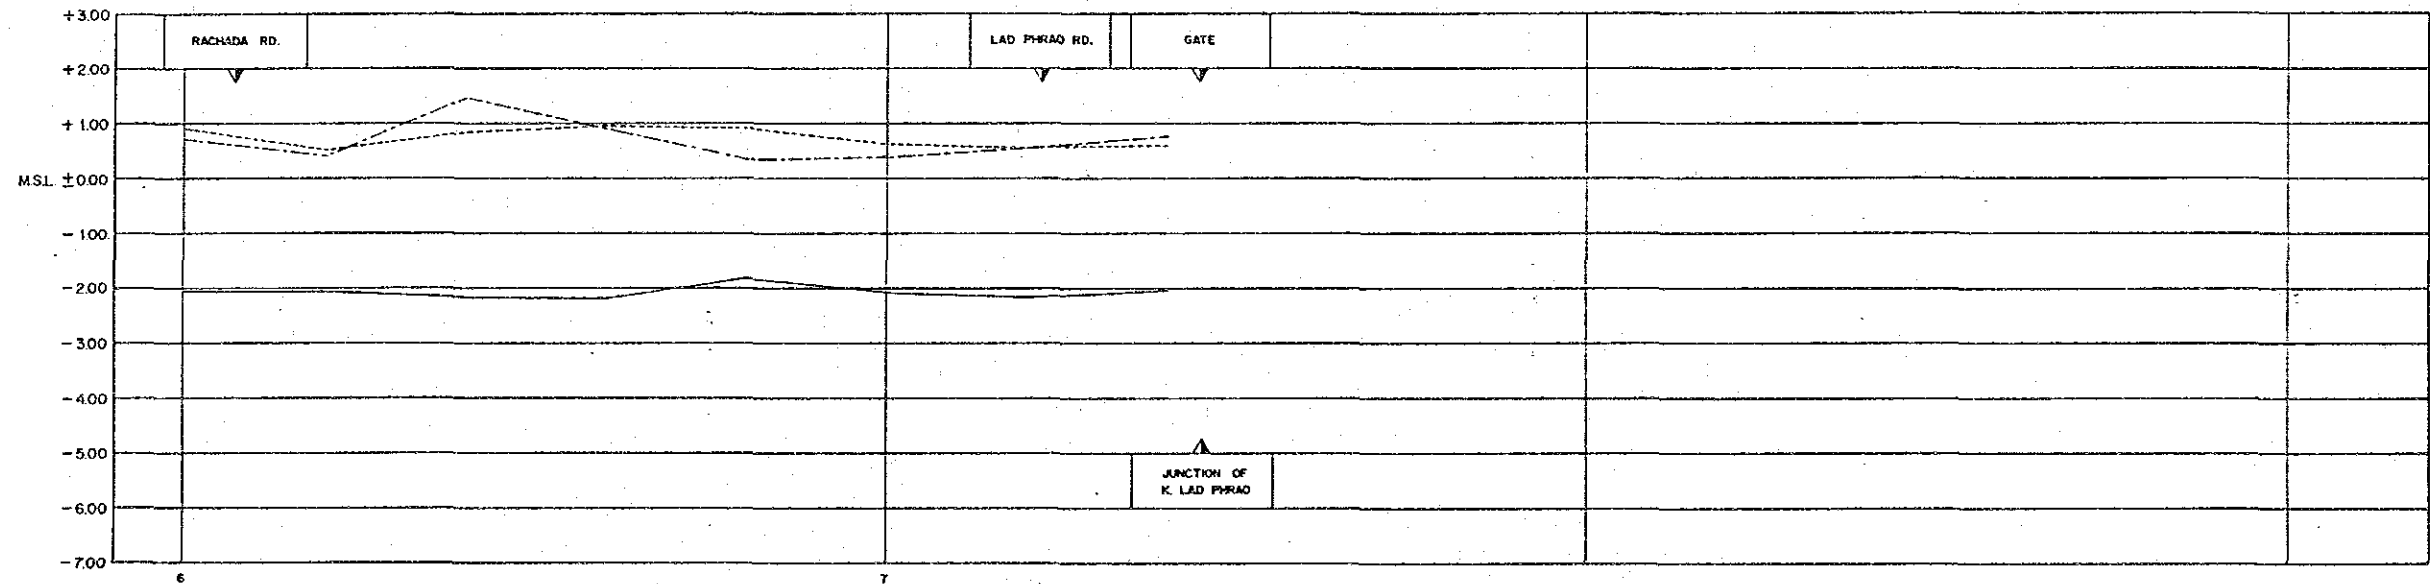 +3.00
RACHADA RD.
LAD PHRAO RD.
GATE
+2.00
+1.00
M.S.L. ±0.00
-1.00
-2.00
-3.00
-4.00
-5.00
JUNCTION OF
K. LAD PHRAO
-6.00
-7.00
6
7